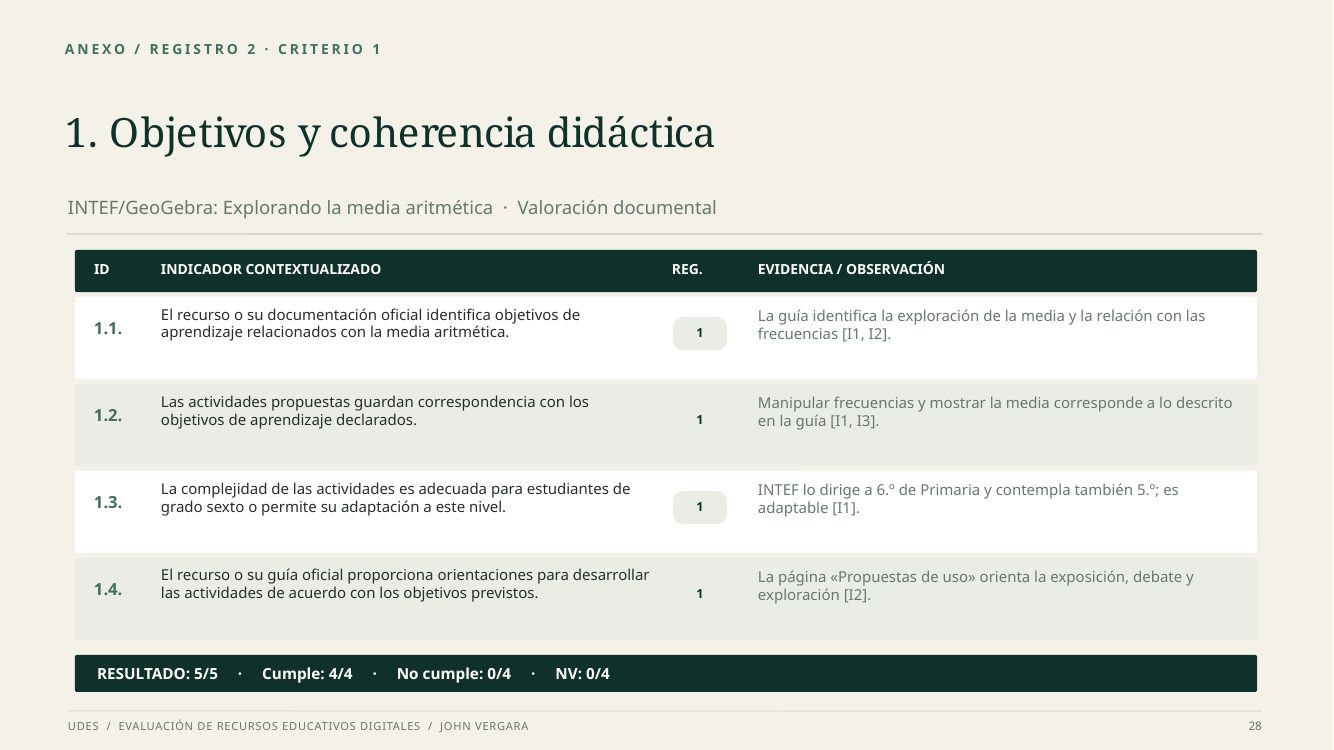 ANEXO / REGISTRO 2 · CRITERIO 1
1. Objetivos y coherencia didáctica
INTEF/GeoGebra: Explorando la media aritmética · Valoración documental
ID INDICADOR CONTEXTUALIZADO REG. EVIDENCIA / OBSERVACIÓN
1.1. El recurso o su documentación oficial identifica objetivos de
aprendizaje relacionados con la media aritmética.
1
La guía identifica la exploración de la media y la relación con las
frecuencias [I1, I2].
1.2. Las actividades propuestas guardan correspondencia con los
objetivos de aprendizaje declarados.
1
Manipular frecuencias y mostrar la media corresponde a lo descrito
en la guía [I1, I3].
1.3. La complejidad de las actividades es adecuada para estudiantes de
grado sexto o permite su adaptación a este nivel.
1
INTEF lo dirige a 6.º de Primaria y contempla también 5.º; es
adaptable [I1].
1.4. El recurso o su guía oficial proporciona orientaciones para desarrollar
las actividades de acuerdo con los objetivos previstos.
1
La página «Propuestas de uso» orienta la exposición, debate y
exploración [I2].
RESULTADO: 5/5 · Cumple: 4/4 · No cumple: 0/4 · NV: 0/4
UDES / EVALUACIÓN DE RECURSOS EDUCATIVOS DIGITALES / JOHN VERGARA 28